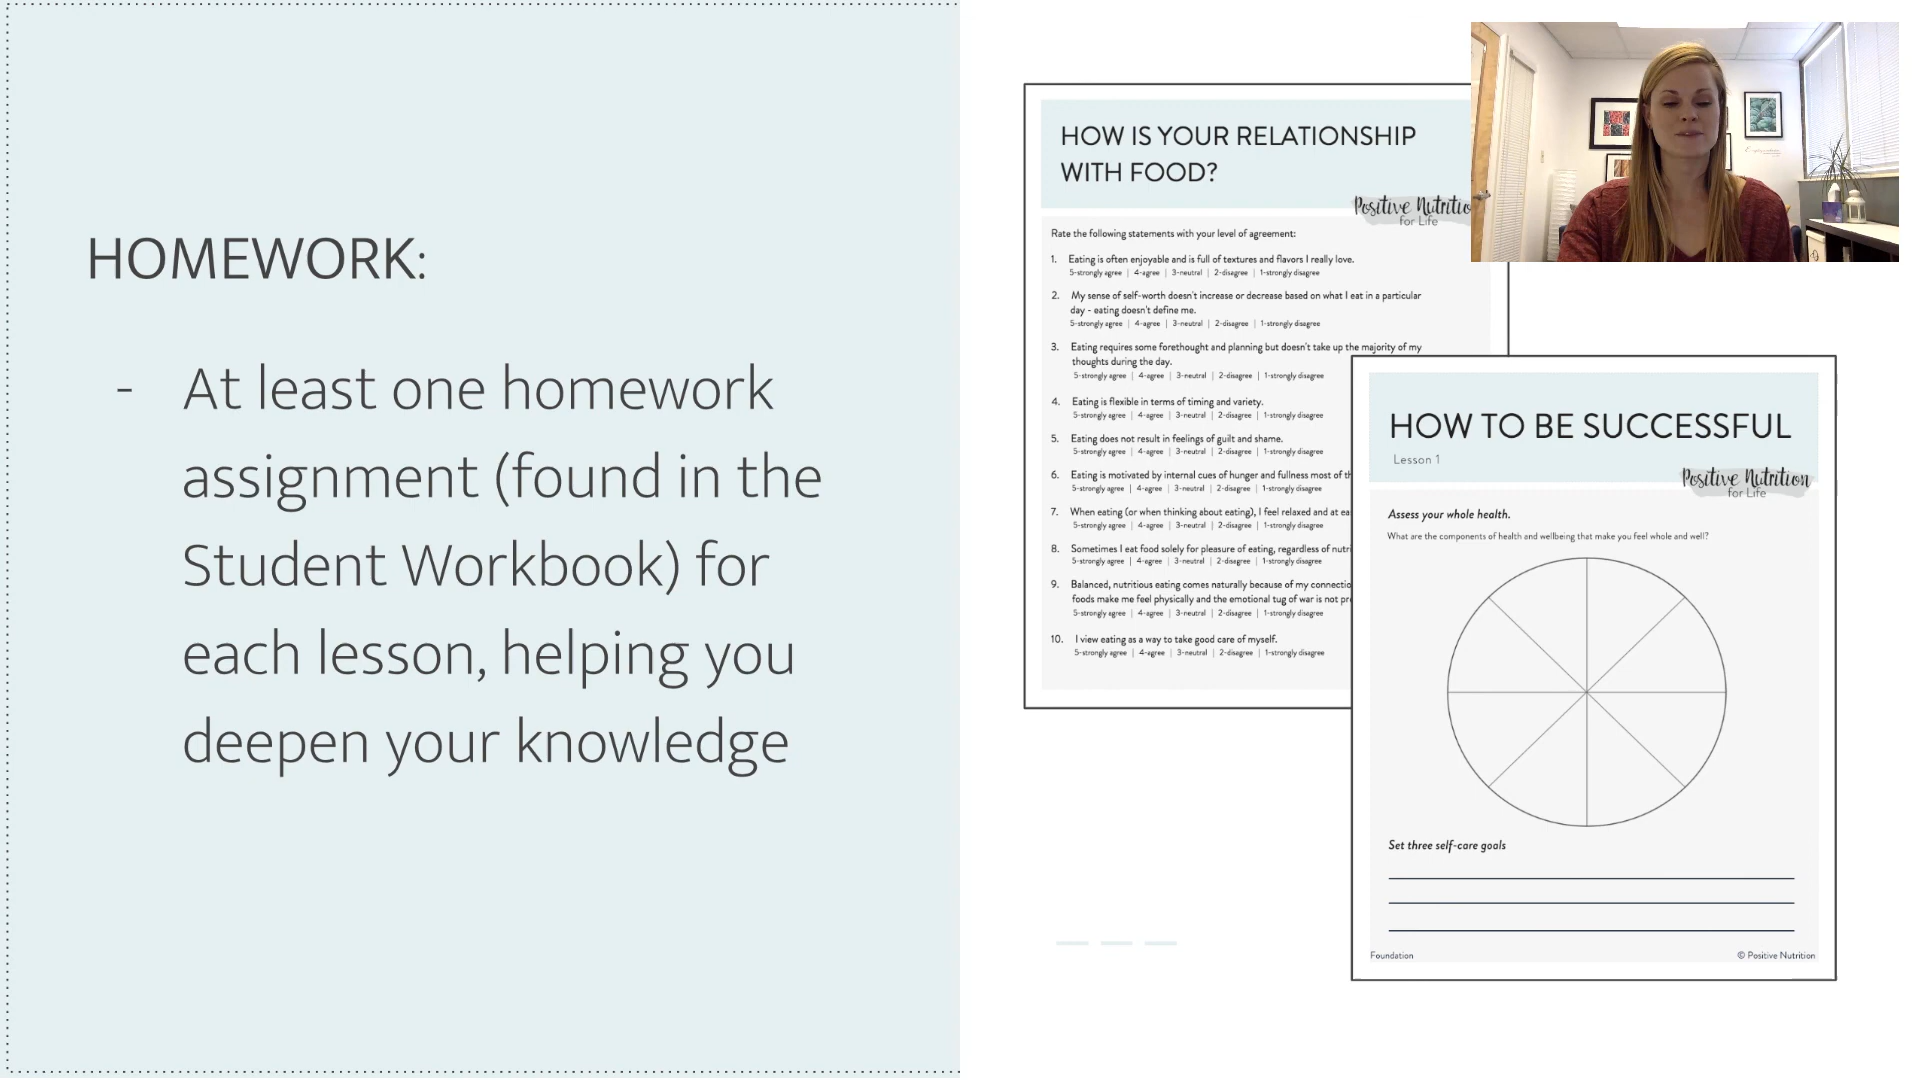 HOMEWORK:
- At least one homework
assignment (found in the
Student Workbook) for
each lesson, helping you
deepen your knowledge
HOW IS YOUR RELATIONSHIP
WITH FOOD?
Positive Nutritio
for Life
Rate the following statements with your level of agreement:
1. Eating is often enjoyable and is full of textures and flavors I really love.
5-strongly agree | 4-agree | 3-neutral | 2-disagree | 1-strongly disagree
2. My sense of self-worth doesn't increase or decrease based on what I eat in a particular
day - eating doesn't define me.
5-strongly agree | 4-agree | 3-neutral | 2-disagree | 1-strongly disagree
3. Eating requires some forethought and planning but doesn't take up the majority of my
thoughts during the day.
5-strongly agree | 4-agree | 3-neutral | 2-disagree | 1-strongly disagree
4. Eating is flexible in terms of timing and variety.
5-strongly agree | 4-agree | 3-neutral | 2-disagree | 1-strongly disagree
5. Eating does not result in feelings of guilt and shame.
5-strongly agree | 4-agree | 3-neutral | 2-disagree | 1-strongly disagree
6. Eating is motivated by internal cues of hunger and fullness most of th
5-strongly agree | 4-agree | 3-neutral | 2-disagree | 1-strongly disagree
7. When eating (or when thinking about eating), I feel relaxed and at ea
5-strongly agree | 4-agree | 3-neutral | 2-disagree | 1-strongly disagree
8. Sometimes I eat food solely for pleasure of eating, regardless of nutri
5-strongly agree | 4-agree | 3-neutral | 2-disagree | 1-strongly disagree
9. Balanced, nutritious eating comes naturally because of my connectio
foods make me feel physically and the emotional tug of war is not pr
5-strongly agree | 4-agree | 3-neutral | 2-disagree | 1-strongly disagree
10. I view eating as a way to take good care of myself.
5-strongly agree | 4-agree | 3-neutral | 2-disagree | 1-strongly disagree
HOW TO BE SUCCESSFUL
Lesson 1
Positive Nutrition
for Life
Assess your whole health.
What are the components of health and wellbeing that make you feel whole and well?
Set three self-care goals
Foundation
© Positive Nutrition